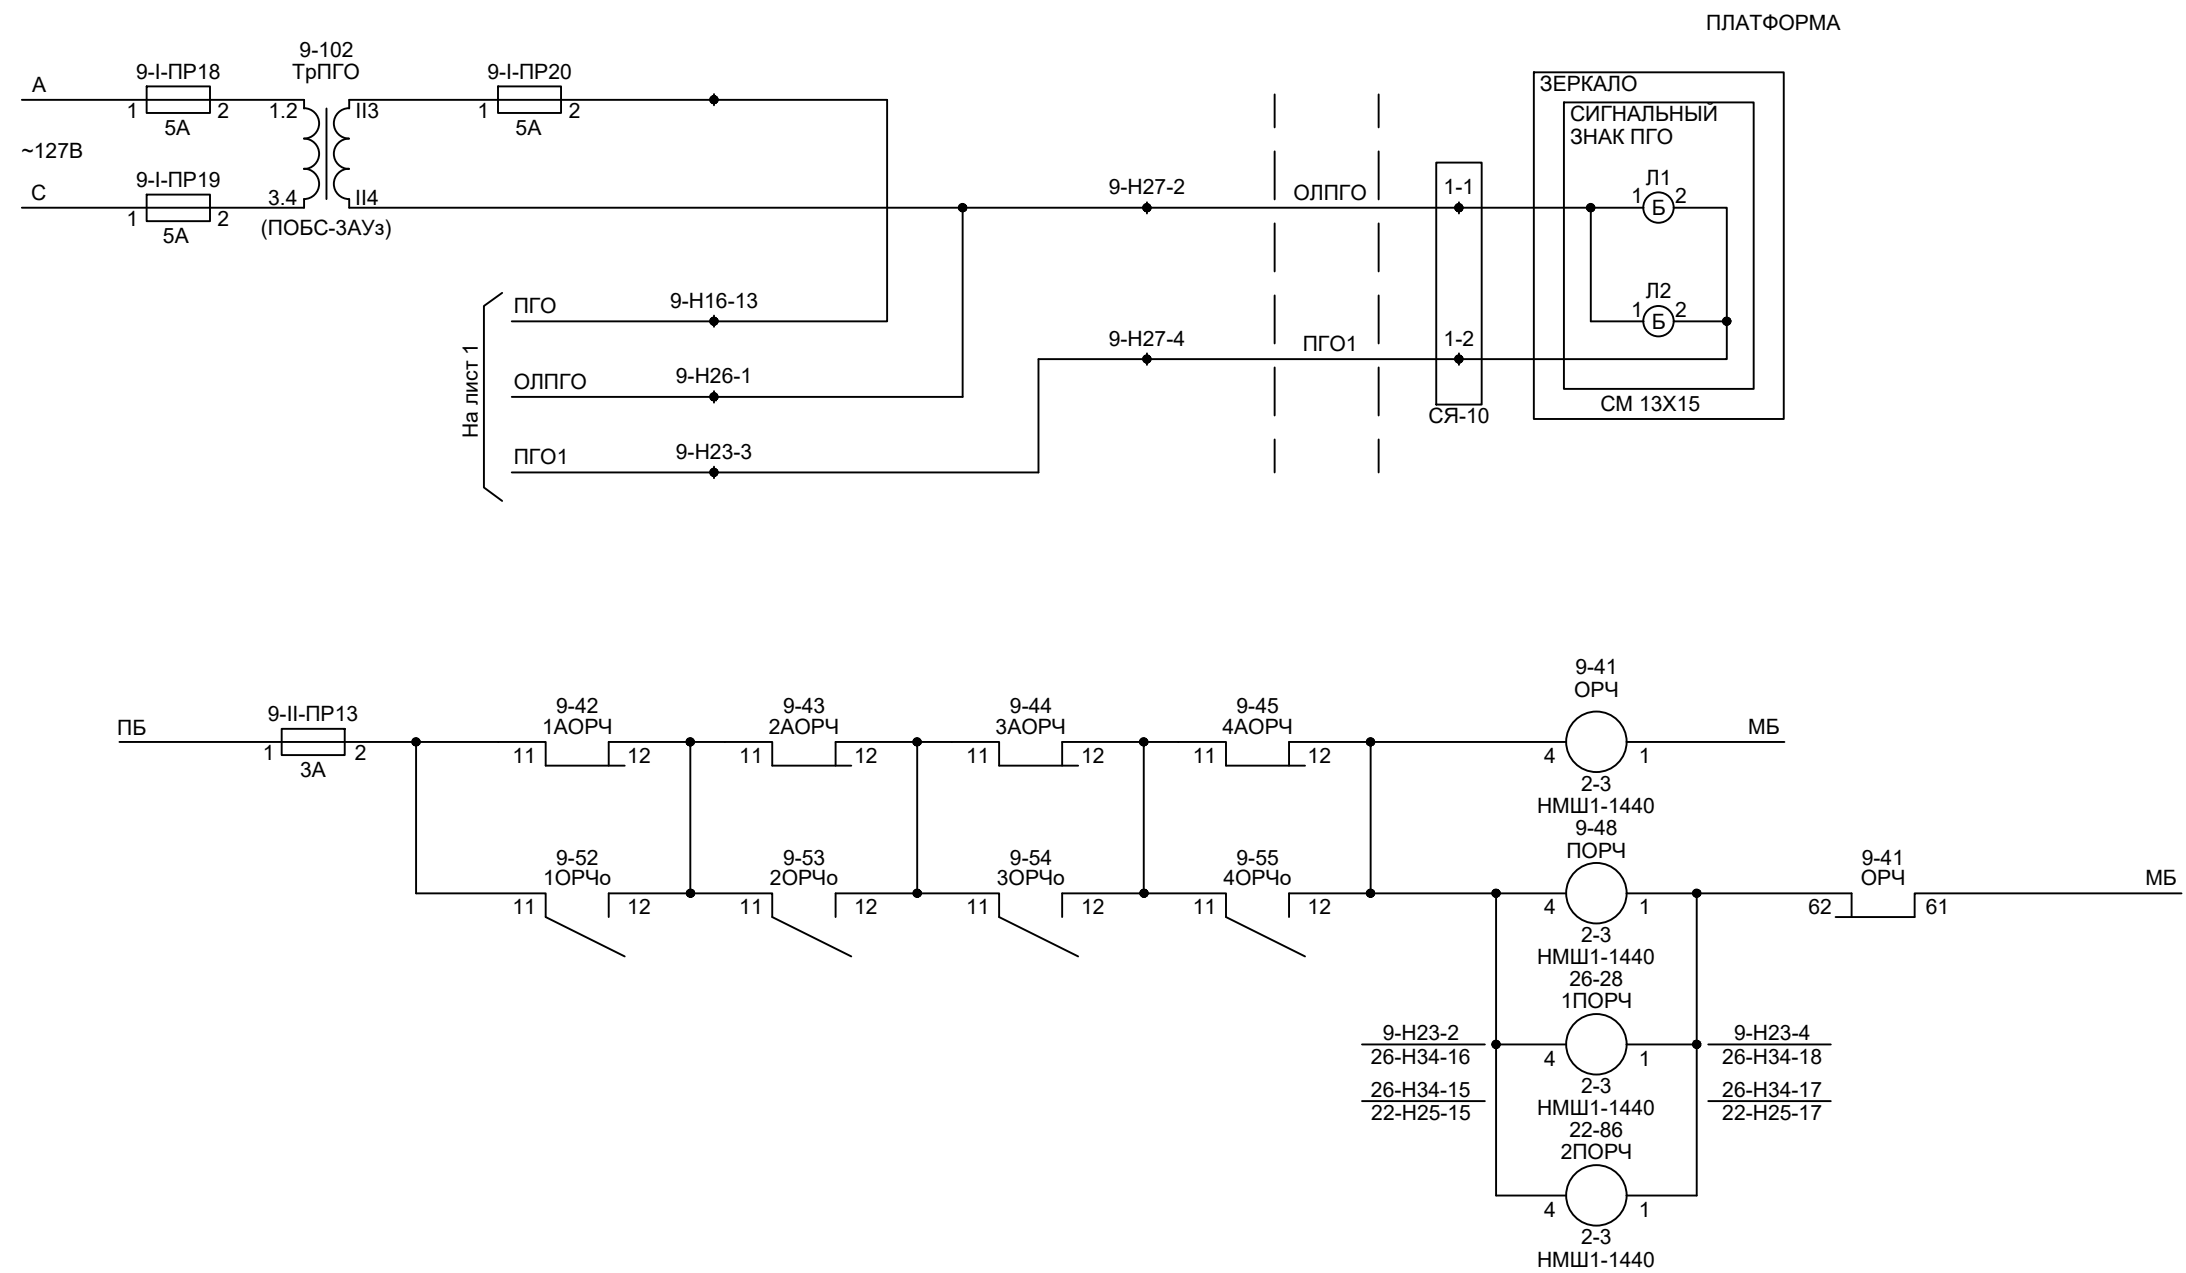 ПЛАТФОРМА
9-102
ТрПГО
А
9-I-ПР18
1
2
5А
1.2
II3
9-I-ПР20
1
2
5А
~127В
С
9-I-ПР19
1
2
5А
3.4
II4
(ПОБС-3АУз)
ЗЕРКАЛО
СИГНАЛЬНЫЙ
ЗНАК ПГО
9-Н27-2
ОЛПГО
1-1
Л1
1
Б
2
Л2
1
Б
2
9-Н27-4
ПГО1
1-2
СЯ-10
СМ 13Х15
На лист 1
ПГО
9-Н16-13
ОЛПГО
9-Н26-1
ПГО1
9-Н23-3
ПБ
9-II-ПР13
1
2
3А
9-42
1АОРЧ
11
12
9-43
2АОРЧ
11
12
9-44
3АОРЧ
11
12
9-45
4АОРЧ
11
12
9-41
ОРЧ
4
1
2-3
НМШ1-1440
МБ
9-52
1ОРЧо
11
12
9-53
2ОРЧо
11
12
9-54
3ОРЧо
11
12
9-55
4ОРЧо
11
12
9-48
ПОРЧ
4
1
2-3
НМШ1-1440
9-41
ОРЧ
62
61
МБ
26-28
1ПОРЧ
9-Н23-2
26-Н34-16
4
1
9-Н23-4
26-Н34-18
2-3
НМШ1-1440
26-Н34-15
22-Н25-15
26-Н34-17
22-Н25-17
22-86
2ПОРЧ
4
1
2-3
НМШ1-1440